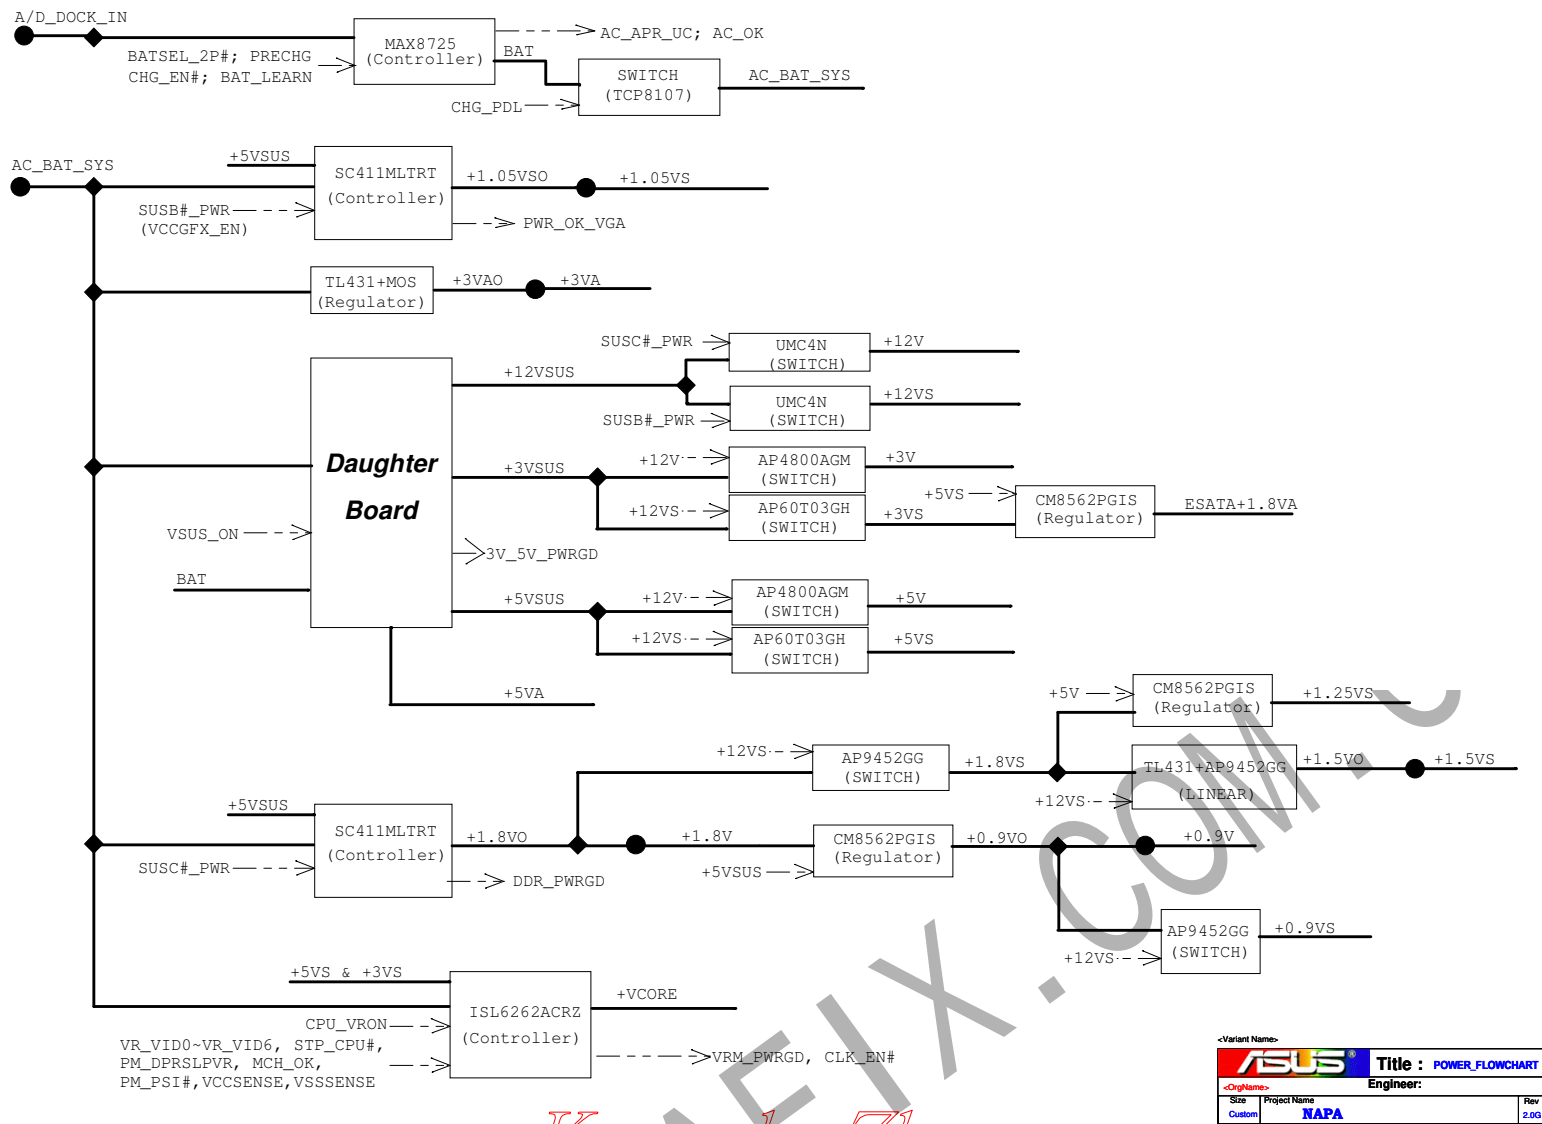 A/D_DOCK_IN
MAX8725
(Controller)
AC_APR_UC; AC_OK
BATSEL_2P#; PRECHG
CHG_EN#; BAT_LEARN
BAT
SWITCH
(TCP8107)
AC_BAT_SYS
CHG_PDL
AC_BAT_SYS
+5VSUS
SC411MLTRT
(Controller)
+1.05VSO
+1.05VS
SUSB#_PWR
(VCCGFX_EN)
PWR_OK_VGA
TL431+MOS
(Regulator)
+3VAO
+3VA
SUSC#_PWR
UMC4N
(SWITCH)
+12V
+12VSUS
UMC4N
(SWITCH)
+12VS
SUSB#_PWR
Daughter
Board
+3VSUS
+12V
AP4800AGM
(SWITCH)
+3V
+12VS
AP60T03GH
(SWITCH)
+3VS
+5VS
CM8562PGIS
(Regulator)
ESATA+1.8VA
VSUS_ON
3V_5V_PWRGD
BAT
+5VSUS
+12V
AP4800AGM
(SWITCH)
+5V
+12VS
AP60T03GH
(SWITCH)
+5VS
+5VA
+5V
CM8562PGIS
(Regulator)
+1.25VS
+12VS
AP9452GG
(SWITCH)
+1.8VS
TL431+AP9452GG
(LINEAR)
+1.5VO
+1.5VS
+12VS
+5VSUS
SC411MLTRT
(Controller)
+1.8VO
+1.8V
CM8562PGIS
(Regulator)
+0.9VO
+0.9V
+5VSUS
SUSC#_PWR
DDR_PWRGD
AP9452GG
(SWITCH)
+0.9VS
+12VS
+5VS & +3VS
ISL6262ACRZ
(Controller)
+VCORE
CPU_VRON
VR_VID0~VR_VID6, STP_CPU#,
PM_DPRSLPVR, MCH_OK,
PM_PSI#,VCCSENSE,VSSSENSE
VRM_PWRGD, CLK_EN#
<Variant Name>
ASUS
Title : POWER_FLOWCHART
<OrgName>
Engineer:
Size
Project Name
Rev
Custom
NAPA
2.0G